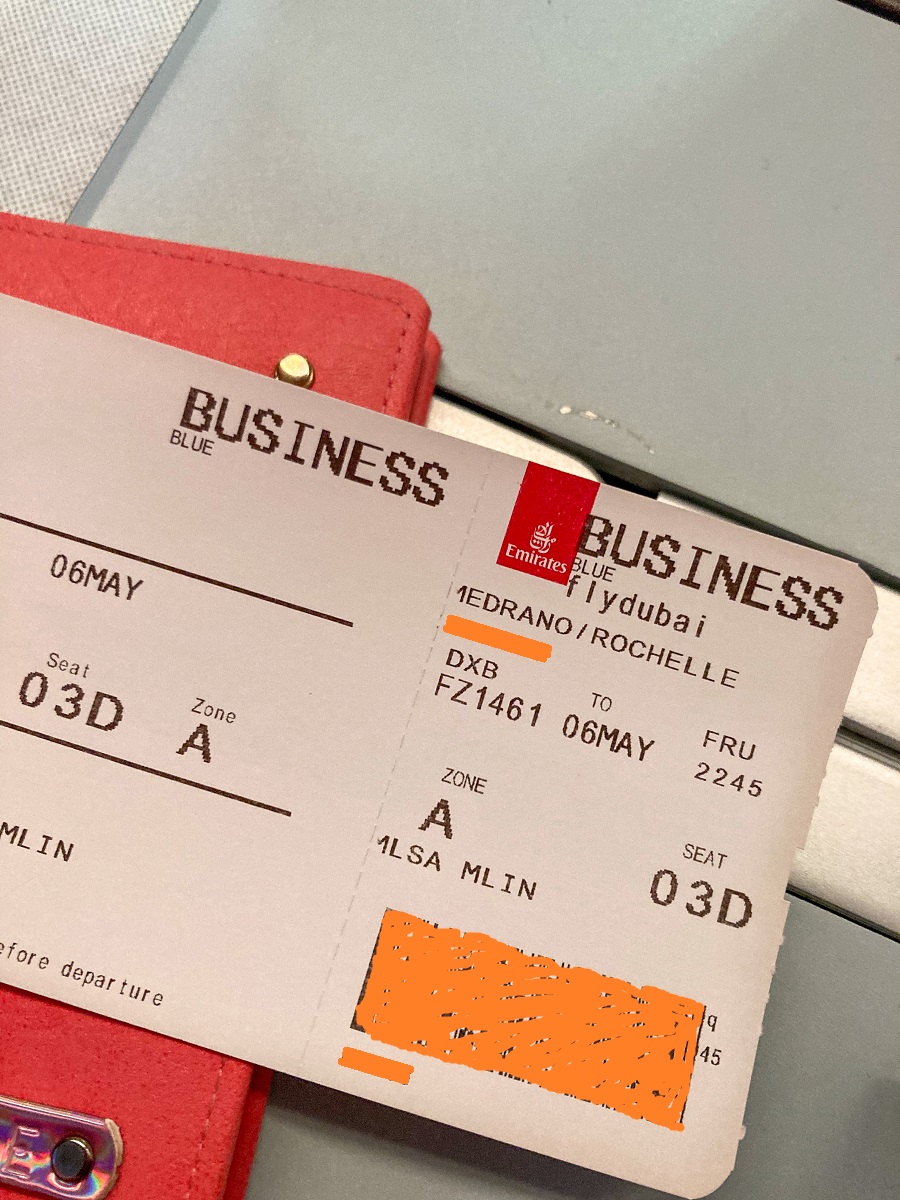 BUSINESS
BLUE
06MAY
Seat
03D
Zone
A
MLIN
efore departure
Emirates
BUSINESS
BLUE
flydubai
MEDRANO/ROCHELLE
DXB
TO
FRU
FZ1461 06MAY 2245
ZONE
A
MLSA MLIN
SEAT
03D
q
45
E